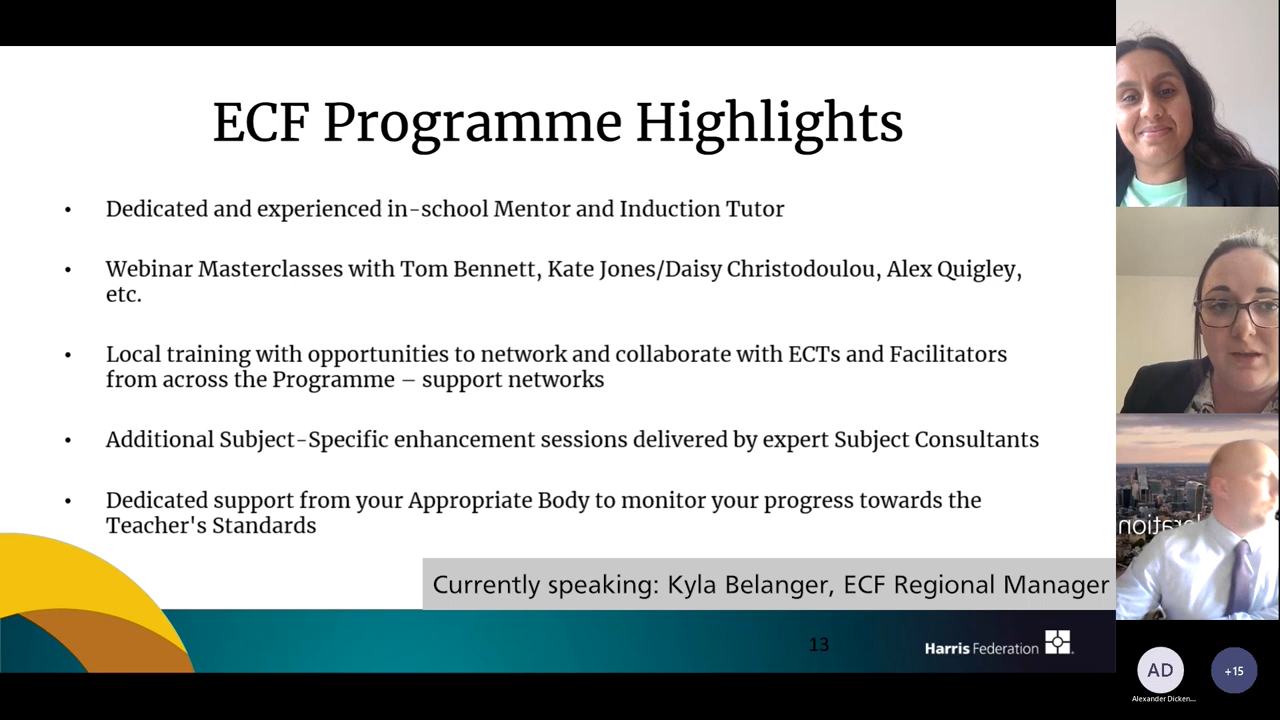 ECF Programme Highlights
• Dedicated and experienced in-school Mentor and Induction Tutor
• Webinar Masterclasses with Tom Bennett, Kate Jones/Daisy Christodoulou, Alex Quigley,
etc.
• Local training with opportunities to network and collaborate with ECTs and Facilitators
from across the Programme – support networks
• Additional Subject-Specific enhancement sessions delivered by expert Subject Consultants
• Dedicated support from your Appropriate Body to monitor your progress towards the
Teacher's Standards
Currently speaking: Kyla Belanger, ECF Regional Manager
13
Harris Federation
AD
Alexander Dicken...
+15